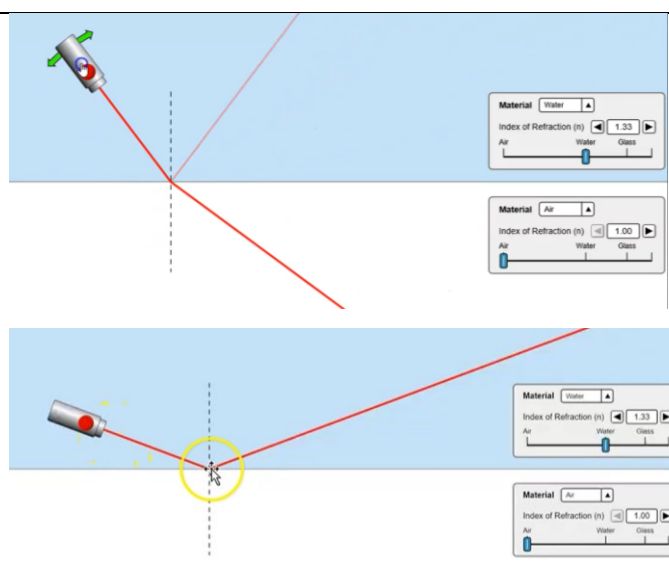 Material Water
Index of Refraction (n) 1.33
Air Water Glass
Material Air
Index of Refraction (n) 1.00
Air Water Glass
Material Water
Index of Refraction (n) 1.33
Air Water Glass
Material Air
Index of Refraction (n) 1.00
Air Water Glass